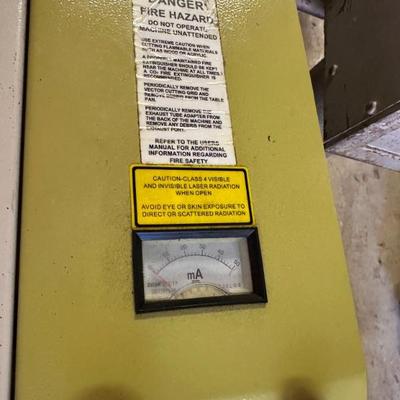 DANGER!
FIRE HAZARD
DO NOT OPERATE
MACHINE UNATTENDED
USE EXTREME CAUTION WHEN
CUTTING FLAMMABLE MATERIALS
SUCH AS WOOD OR ACRYLIC.
A PROPERLY MAINTAINED FIRE
EXTINGUISHER SHOULD BE KEPT
NEAR THE MACHINE AT ALL TIMES.
A CO2 FIRE EXTINGUISHER IS
RECOMMENDED.
PERIODICALLY REMOVE THE
VECTOR CUTTING GRID AND
REMOVE DEBRIS FROM THE TABLE
PAN.
PERIODICALLY REMOVE THE
EXHAUST TUBE ADAPTER FROM
THE BACK OF THE MACHINE AND
REMOVE ANY DEBRIS FROM THE
EXHAUST PORT.
REFER TO THE USERS
MANUAL FOR ADDITIONAL
INFORMATION REGARDING
FIRE SAFETY
CAUTION-CLASS 4 VISIBLE
AND INVISIBLE LASER RADIATION
WHEN OPEN
AVOID EYE OR SKIN EXPOSURE TO
DIRECT OR SCATTERED RADIATION
mA